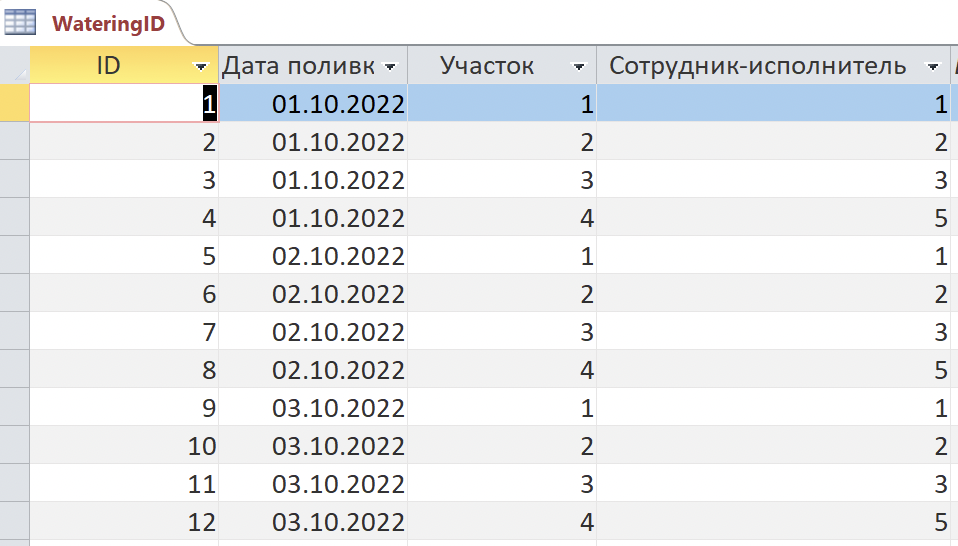 WateringID
ID Дата поливк Участок Сотрудник-исполнитель
1 01.10.2022 1 1
2 01.10.2022 2 2
3 01.10.2022 3 3
4 01.10.2022 4 5
5 02.10.2022 1 1
6 02.10.2022 2 2
7 02.10.2022 3 3
8 02.10.2022 4 5
9 03.10.2022 1 1
10 03.10.2022 2 2
11 03.10.2022 3 3
12 03.10.2022 4 5